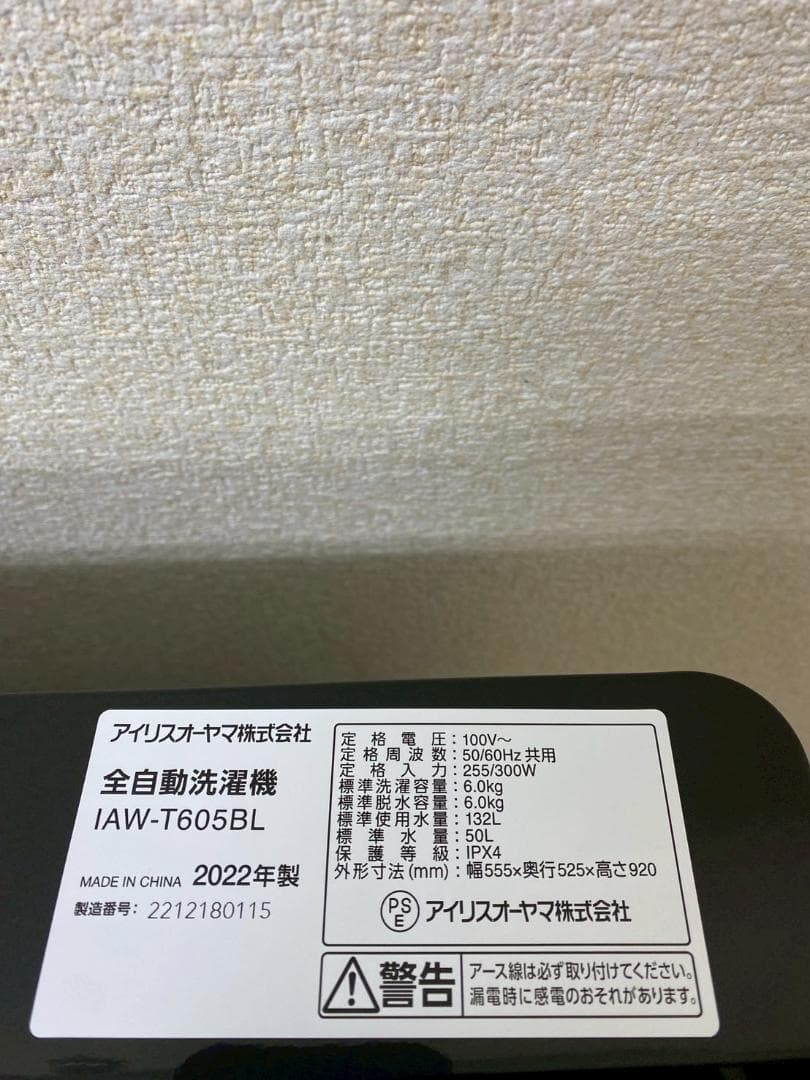 アイリスオーヤマ株式会社
全自動洗濯機
IAW-T605BL
MADE IN CHINA 2022年製
製造番号: 2212180115
定格電圧:100V～
定格周波数:50/60Hz共用
定格入力:255/300W
標準洗濯容量:6.0kg
標準脱水容量:6.0kg
標準使用水量:132L
標準水量:50L
保護等級:IPX4
外形寸法(mm):幅555×奥行525×高さ920
PSE アイリスオーヤマ株式会社
警告
アース線は必ず取り付けてください。
漏電時に感電のおそれがあります。